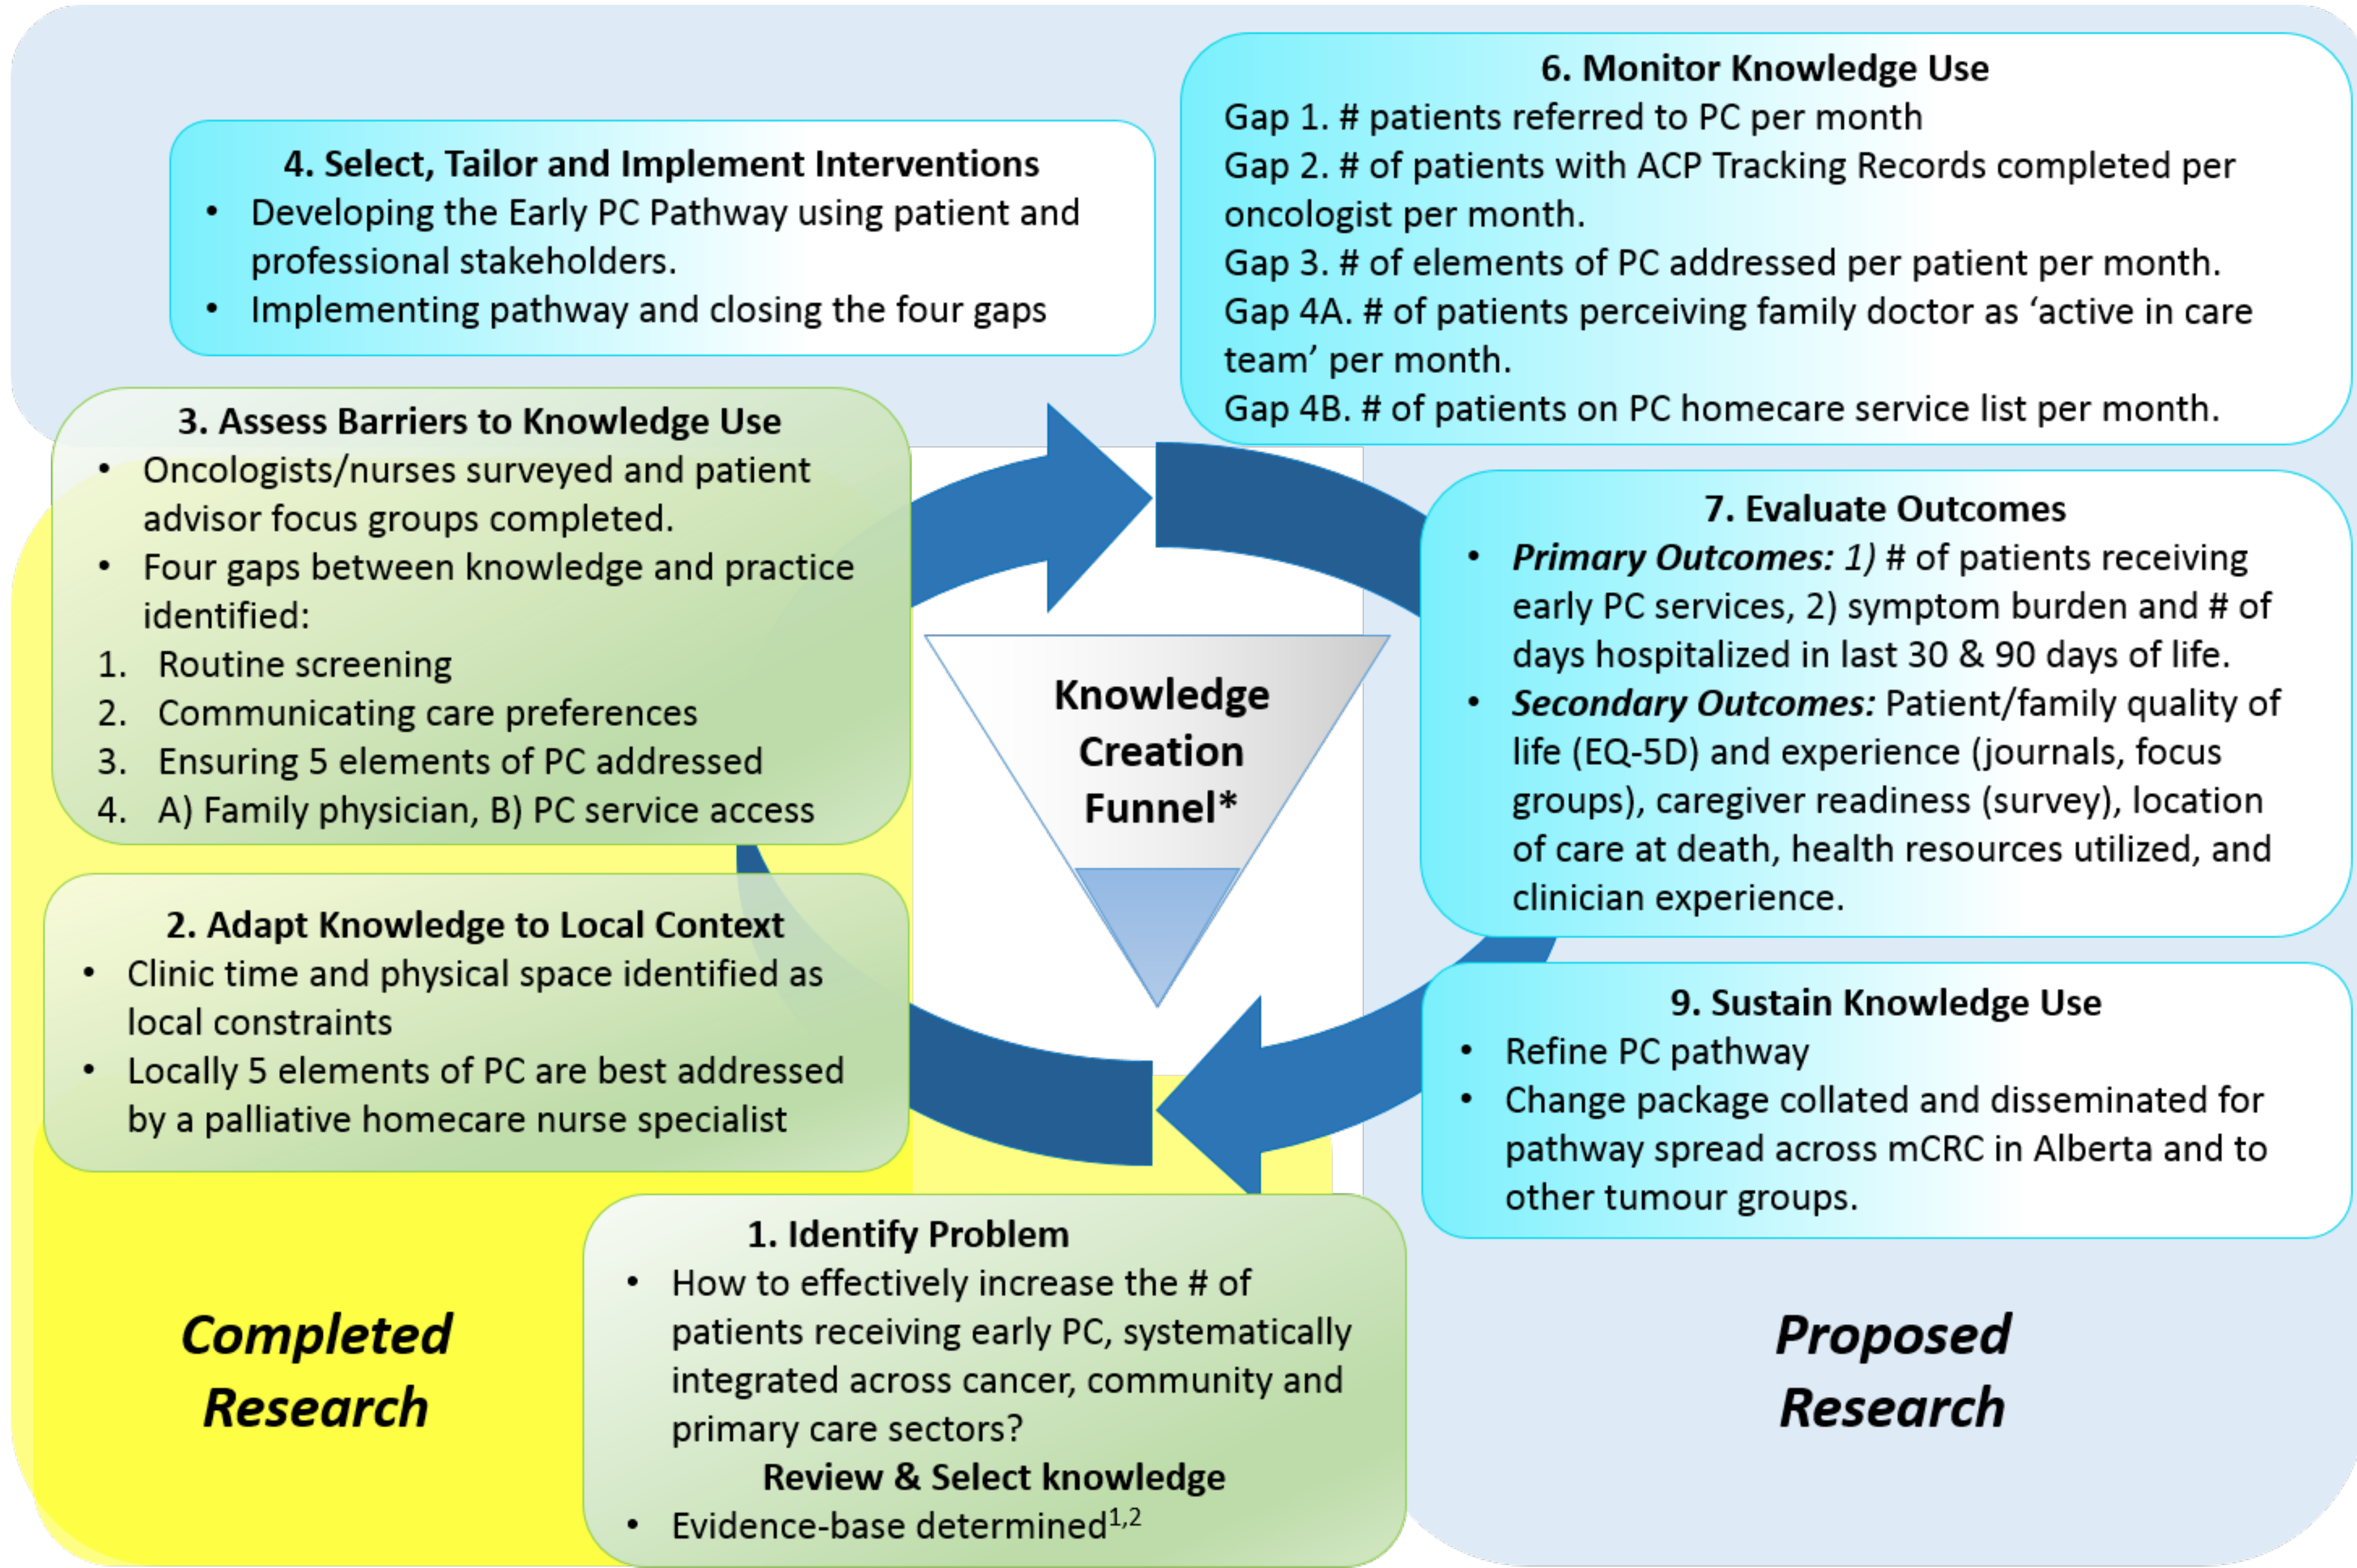 6. Monitor Knowledge Use
Gap 1. # patients referred to PC per month
Gap 2. # of patients with ACP Tracking Records completed per
oncologist per month.
Gap 3. # of elements of PC addressed per patient per month.
Gap 4A. # of patients perceiving family doctor as ‘active in care
team’ per month.
Gap 4B. # of patients on PC homecare service list per month.
4. Select, Tailor and Implement Interventions
• Developing the Early PC Pathway using patient and
professional stakeholders.
• Implementing pathway and closing the four gaps
3. Assess Barriers to Knowledge Use
• Oncologists/nurses surveyed and patient
advisor focus groups completed.
• Four gaps between knowledge and practice
identified:
1. Routine screening
2. Communicating care preferences
3. Ensuring 5 elements of PC addressed
4. A) Family physician, B) PC service access
7. Evaluate Outcomes
• Primary Outcomes: 1) # of patients receiving
early PC services, 2) symptom burden and # of
days hospitalized in last 30 & 90 days of life.
• Secondary Outcomes: Patient/family quality of
life (EQ-5D) and experience (journals, focus
groups), caregiver readiness (survey), location
of care at death, health resources utilized, and
clinician experience.
Knowledge
Creation
Funnel*
2. Adapt Knowledge to Local Context
• Clinic time and physical space identified as
local constraints
• Locally 5 elements of PC are best addressed
by a palliative homecare nurse specialist
9. Sustain Knowledge Use
• Refine PC pathway
• Change package collated and disseminated for
pathway spread across mCRC in Alberta and to
other tumour groups.
1. Identify Problem
• How to effectively increase the # of
patients receiving early PC, systematically
integrated across cancer, community and
primary care sectors?
Review & Select knowledge
• Evidence-base determined1,2
Completed
Research
Proposed
Research